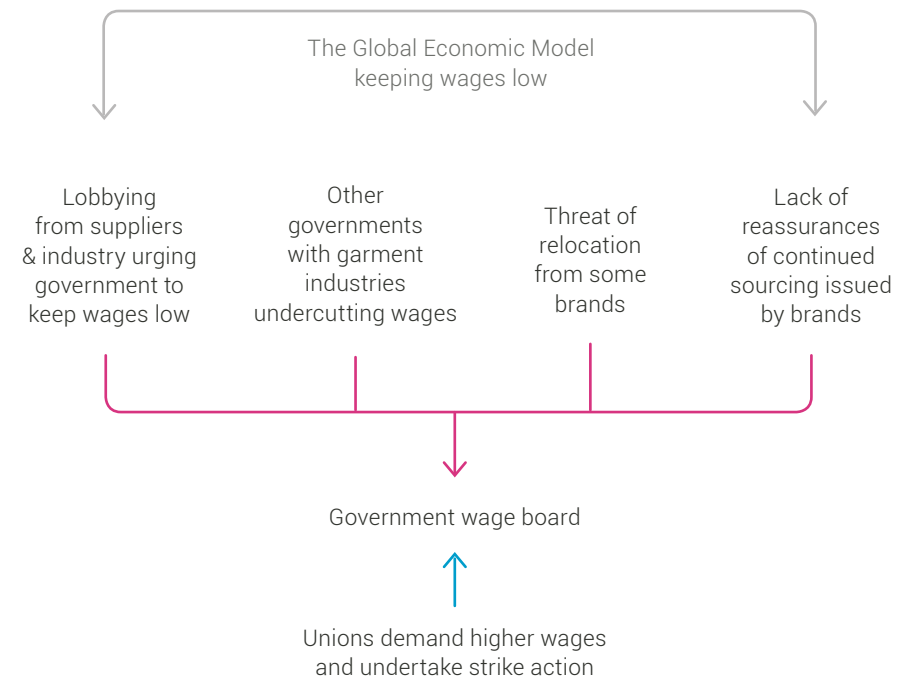 The Global Economic Model
keeping wages low
Lobbying
from suppliers
& industry urging
government to
keep wages low
Other
governments
with garment
industries
undercutting wages
Threat of
relocation
from some
brands
Lack of
reassurances
of continued
sourcing issued
by brands
Government wage board
Unions demand higher wages
and undertake strike action